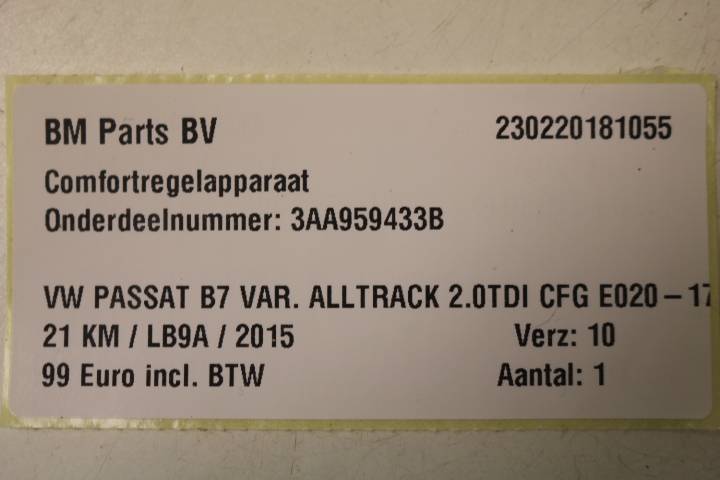 BM Parts BV 230220181055
Comfortregelapparaat
Onderdeelnummer: 3AA959433B
VW PASSAT B7 VAR. ALLTRACK 2.0TDI CFG E020-17
21 KM / LB9A / 2015 Verz: 10
99 Euro incl. BTW Aantal: 1